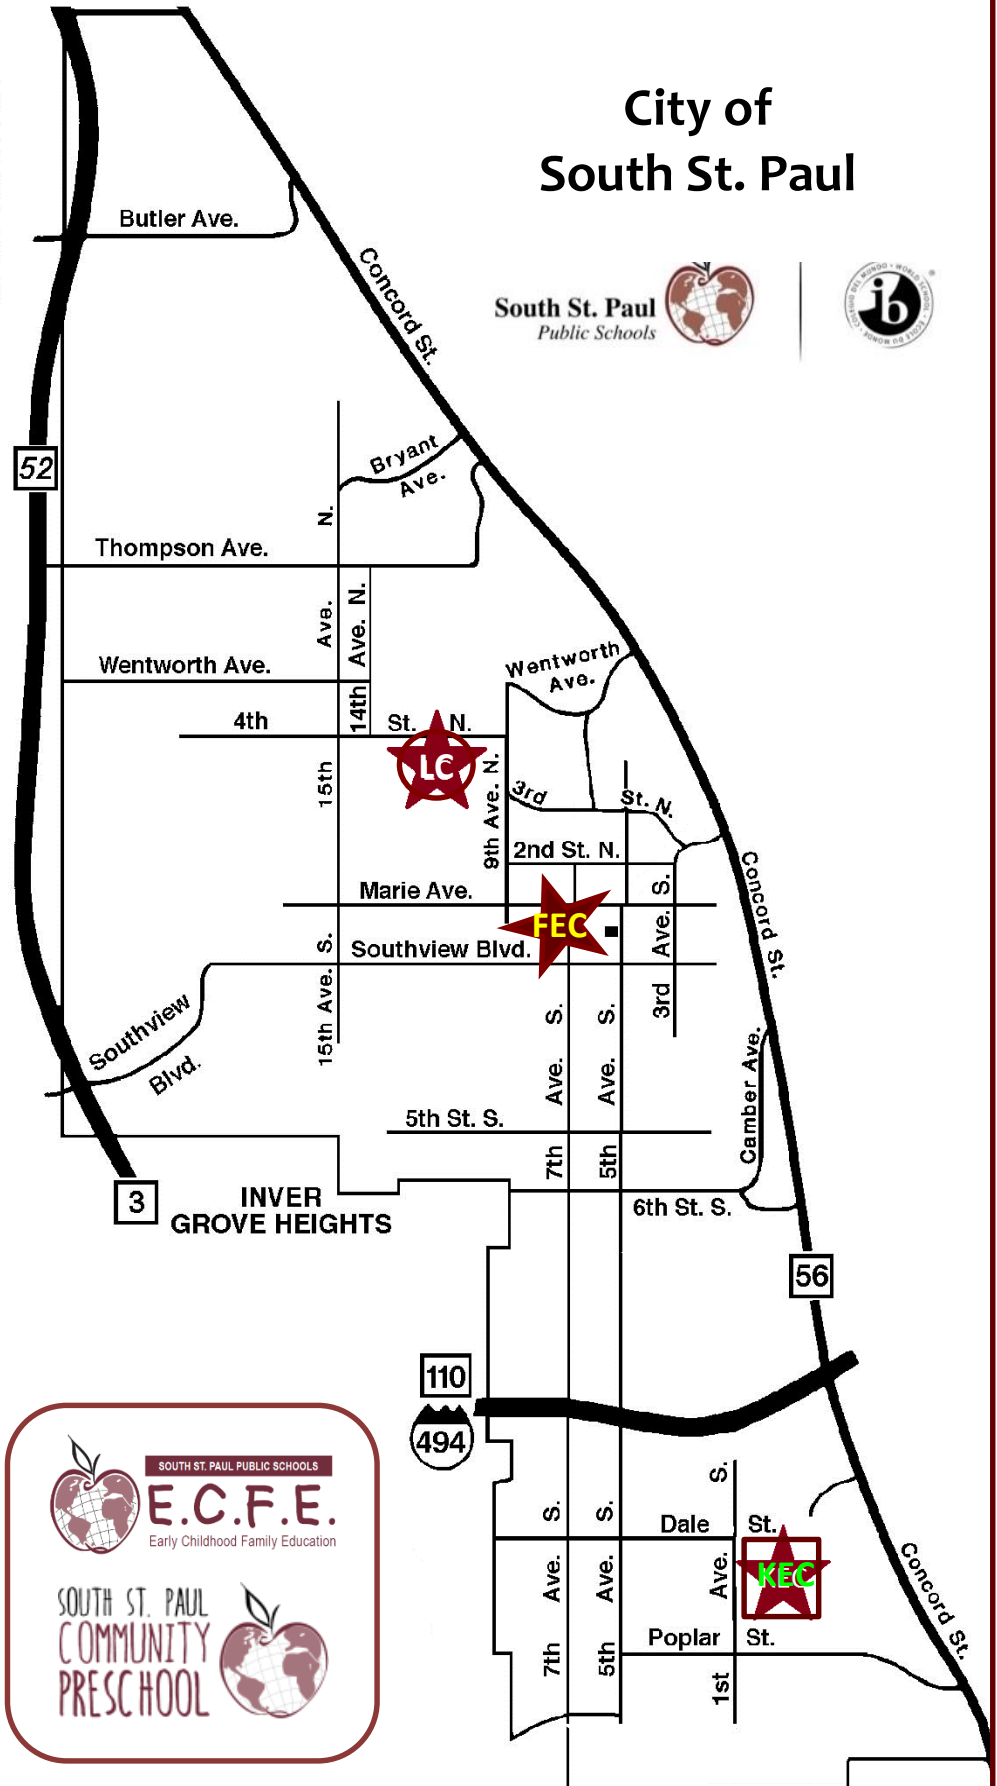 City of
South St. Paul
Butler Ave.
Concord St.
South St. Paul
Public Schools
ib
52
Bryant
Ave.
N.
Thompson Ave.
Ave.
14th Ave. N.
Wentworth Ave.
Wentworth
Ave.
4th St. N.
LC
15th
9th Ave. N.
3rd St. N.
2nd St. N.
Marie Ave.
FEC
Concord St.
Southview Blvd.
15th Ave. S.
3rd Ave. S.
Southview
Blvd.
7th Ave. S.
5th Ave. S.
Camber Ave.
5th St. S.
3
INVER
GROVE HEIGHTS
6th St. S.
56
110
494
SOUTH ST. PAUL PUBLIC SCHOOLS
E.C.F.E.
Early Childhood Family Education
SOUTH ST. PAUL
COMMUNITY
PRESCHOOL
7th Ave. S.
5th Ave. S.
1st Ave. S.
Dale St.
KEC
Poplar St.
Concord St.